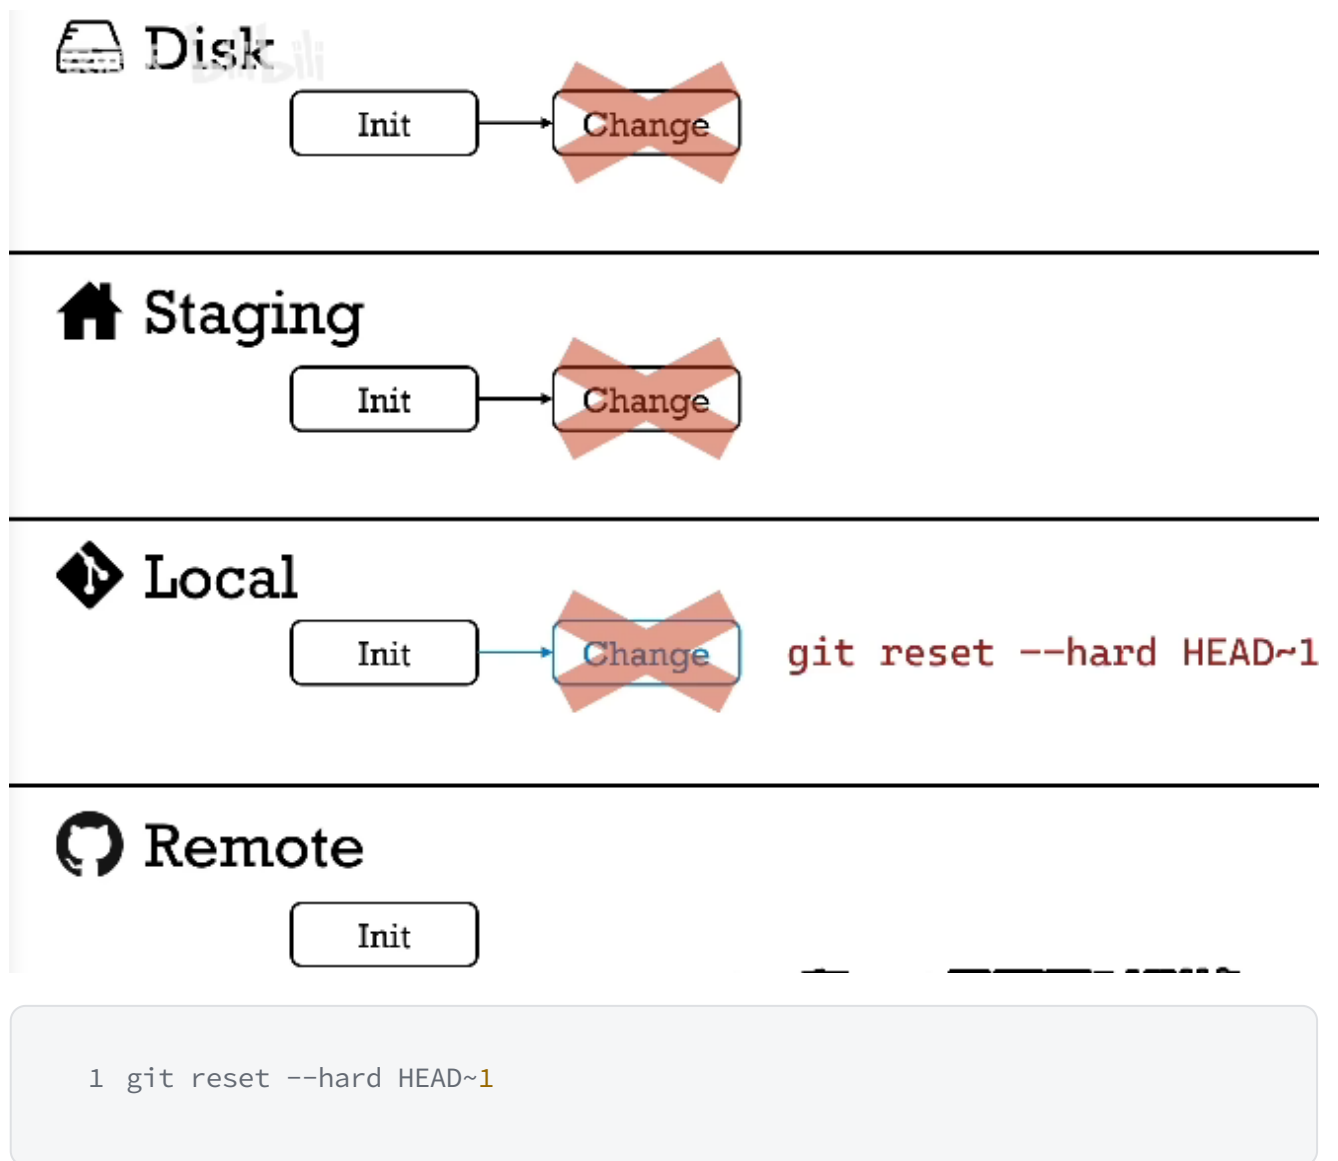 Disk
bilibili
Init
Change
Staging
Init
Change
Local
Init
Change
git reset --hard HEAD~1
Remote
Init
1 git reset --hard HEAD~1